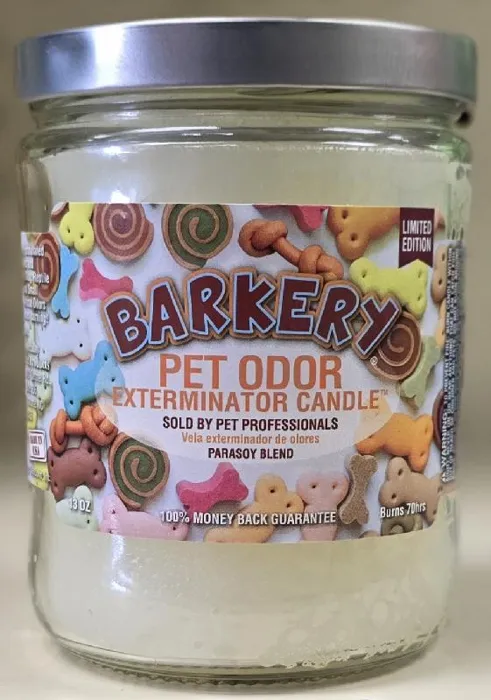 LIMITED
EDITION
BARKERY®
PET ODOR
EXTERMINATOR CANDLE™
SOLD BY PET PROFESSIONALS
Vela exterminador de olores
PARASOY BLEND
13 OZ
100% MONEY BACK GUARANTEE
Burns 70hrs
WARNING